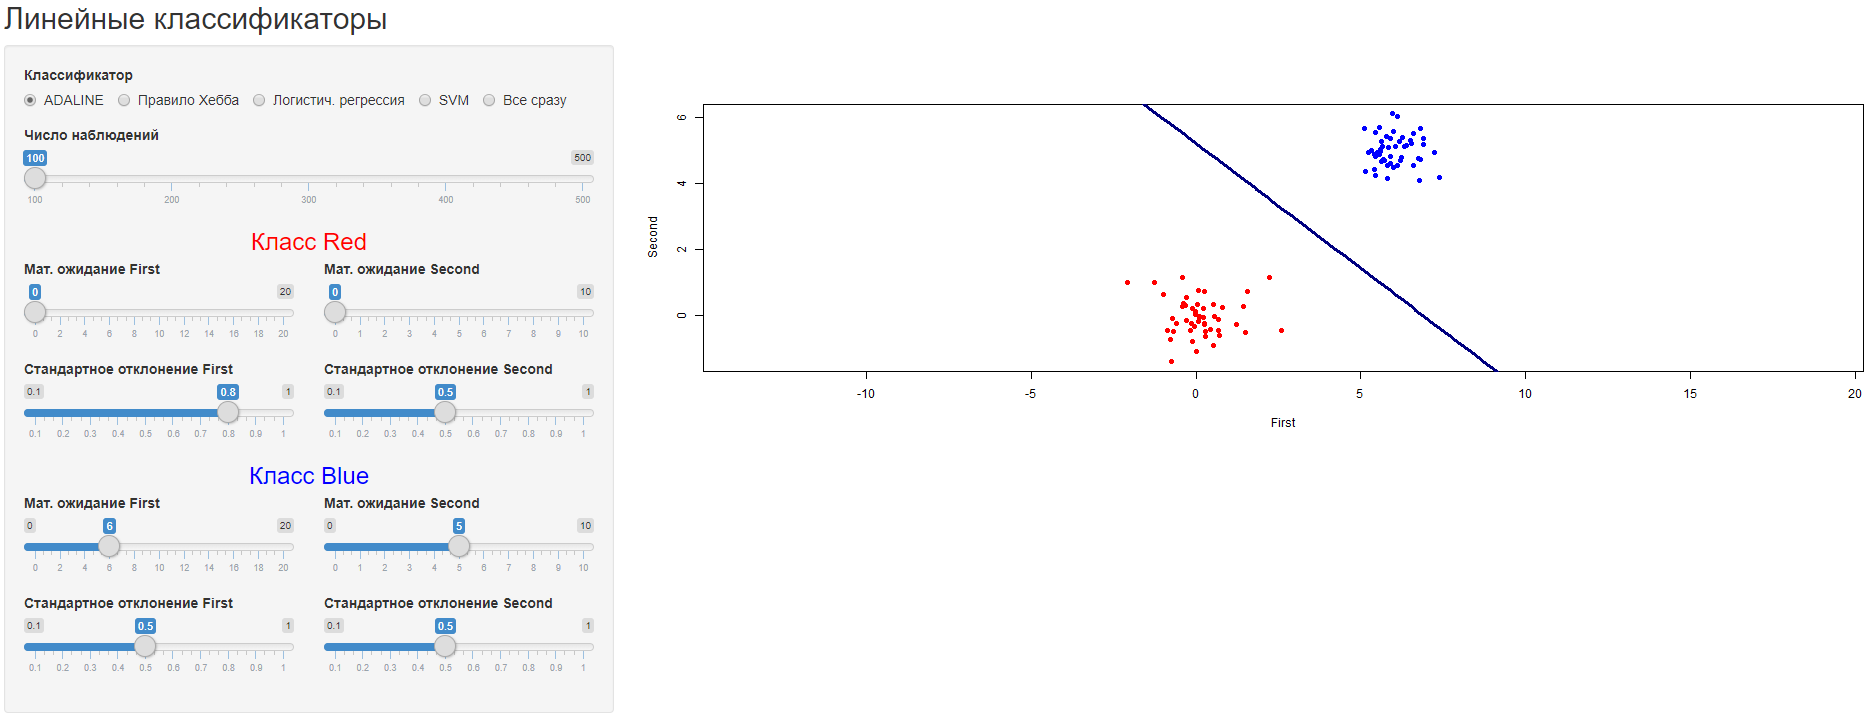 Линейные классификаторы
Классификатор
ADALINE Правило Хебба Логистич. регрессия SVM Все сразу
Число наблюдений
100 500
100 200 300 400 500
Класс Red
Мат. ожидание First Мат. ожидание Second
0 20 0 10
0 2 4 6 8 10 12 14 16 18 20 0 1 2 3 4 5 6 7 8 9 10
Стандартное отклонение First Стандартное отклонение Second
0.1 0.8 1 0.1 0.5 1
0.1 0.2 0.3 0.4 0.5 0.6 0.7 0.8 0.9 1 0.1 0.2 0.3 0.4 0.5 0.6 0.7 0.8 0.9 1
Класс Blue
Мат. ожидание First Мат. ожидание Second
0 6 20 0 5 10
0 2 4 6 8 10 12 14 16 18 20 0 1 2 3 4 5 6 7 8 9 10
Стандартное отклонение First Стандартное отклонение Second
0.1 0.5 1 0.1 0.5 1
0.1 0.2 0.3 0.4 0.5 0.6 0.7 0.8 0.9 1 0.1 0.2 0.3 0.4 0.5 0.6 0.7 0.8 0.9 1
Second
6
4
2
0
-10 -5 0 5 10 15 20
First